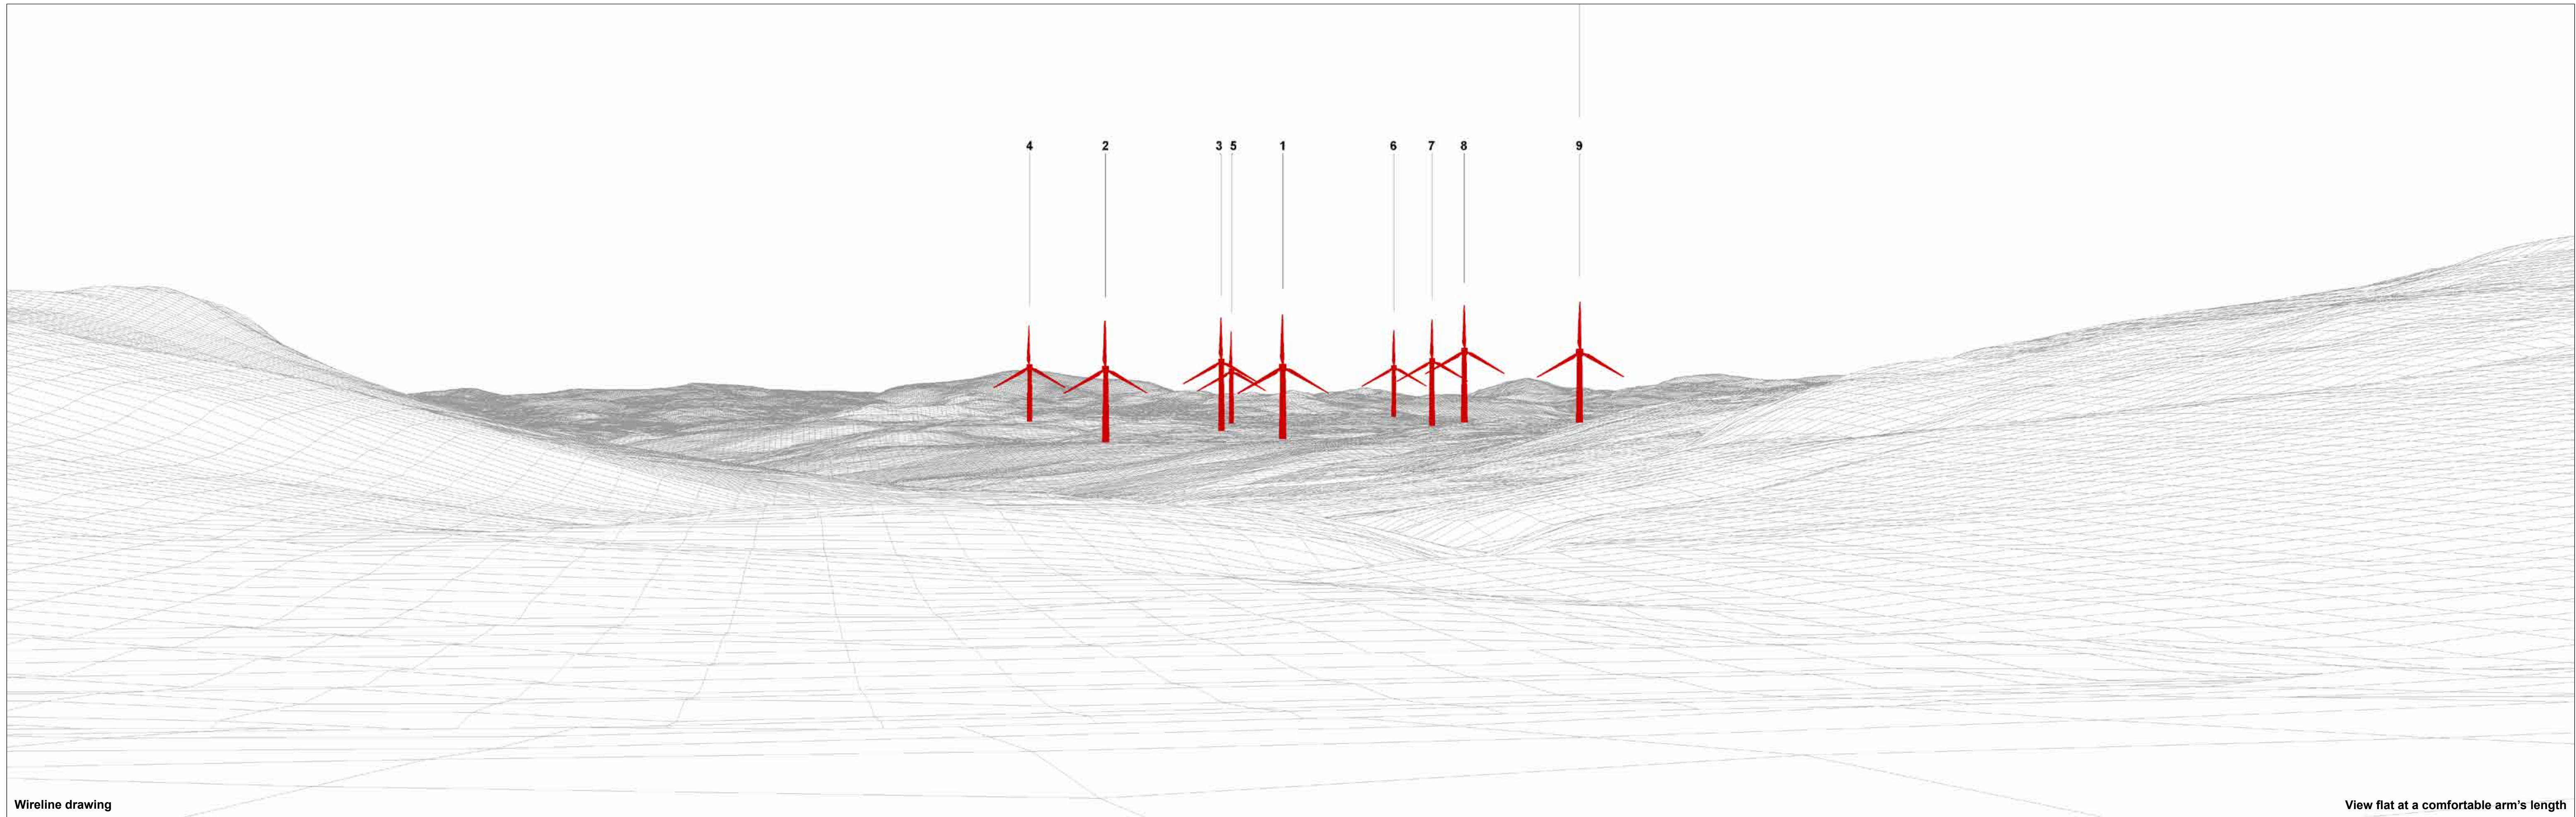 4 2 3 5 1 6 7 8 9
Wireline drawing
View flat at a comfortable arm's length